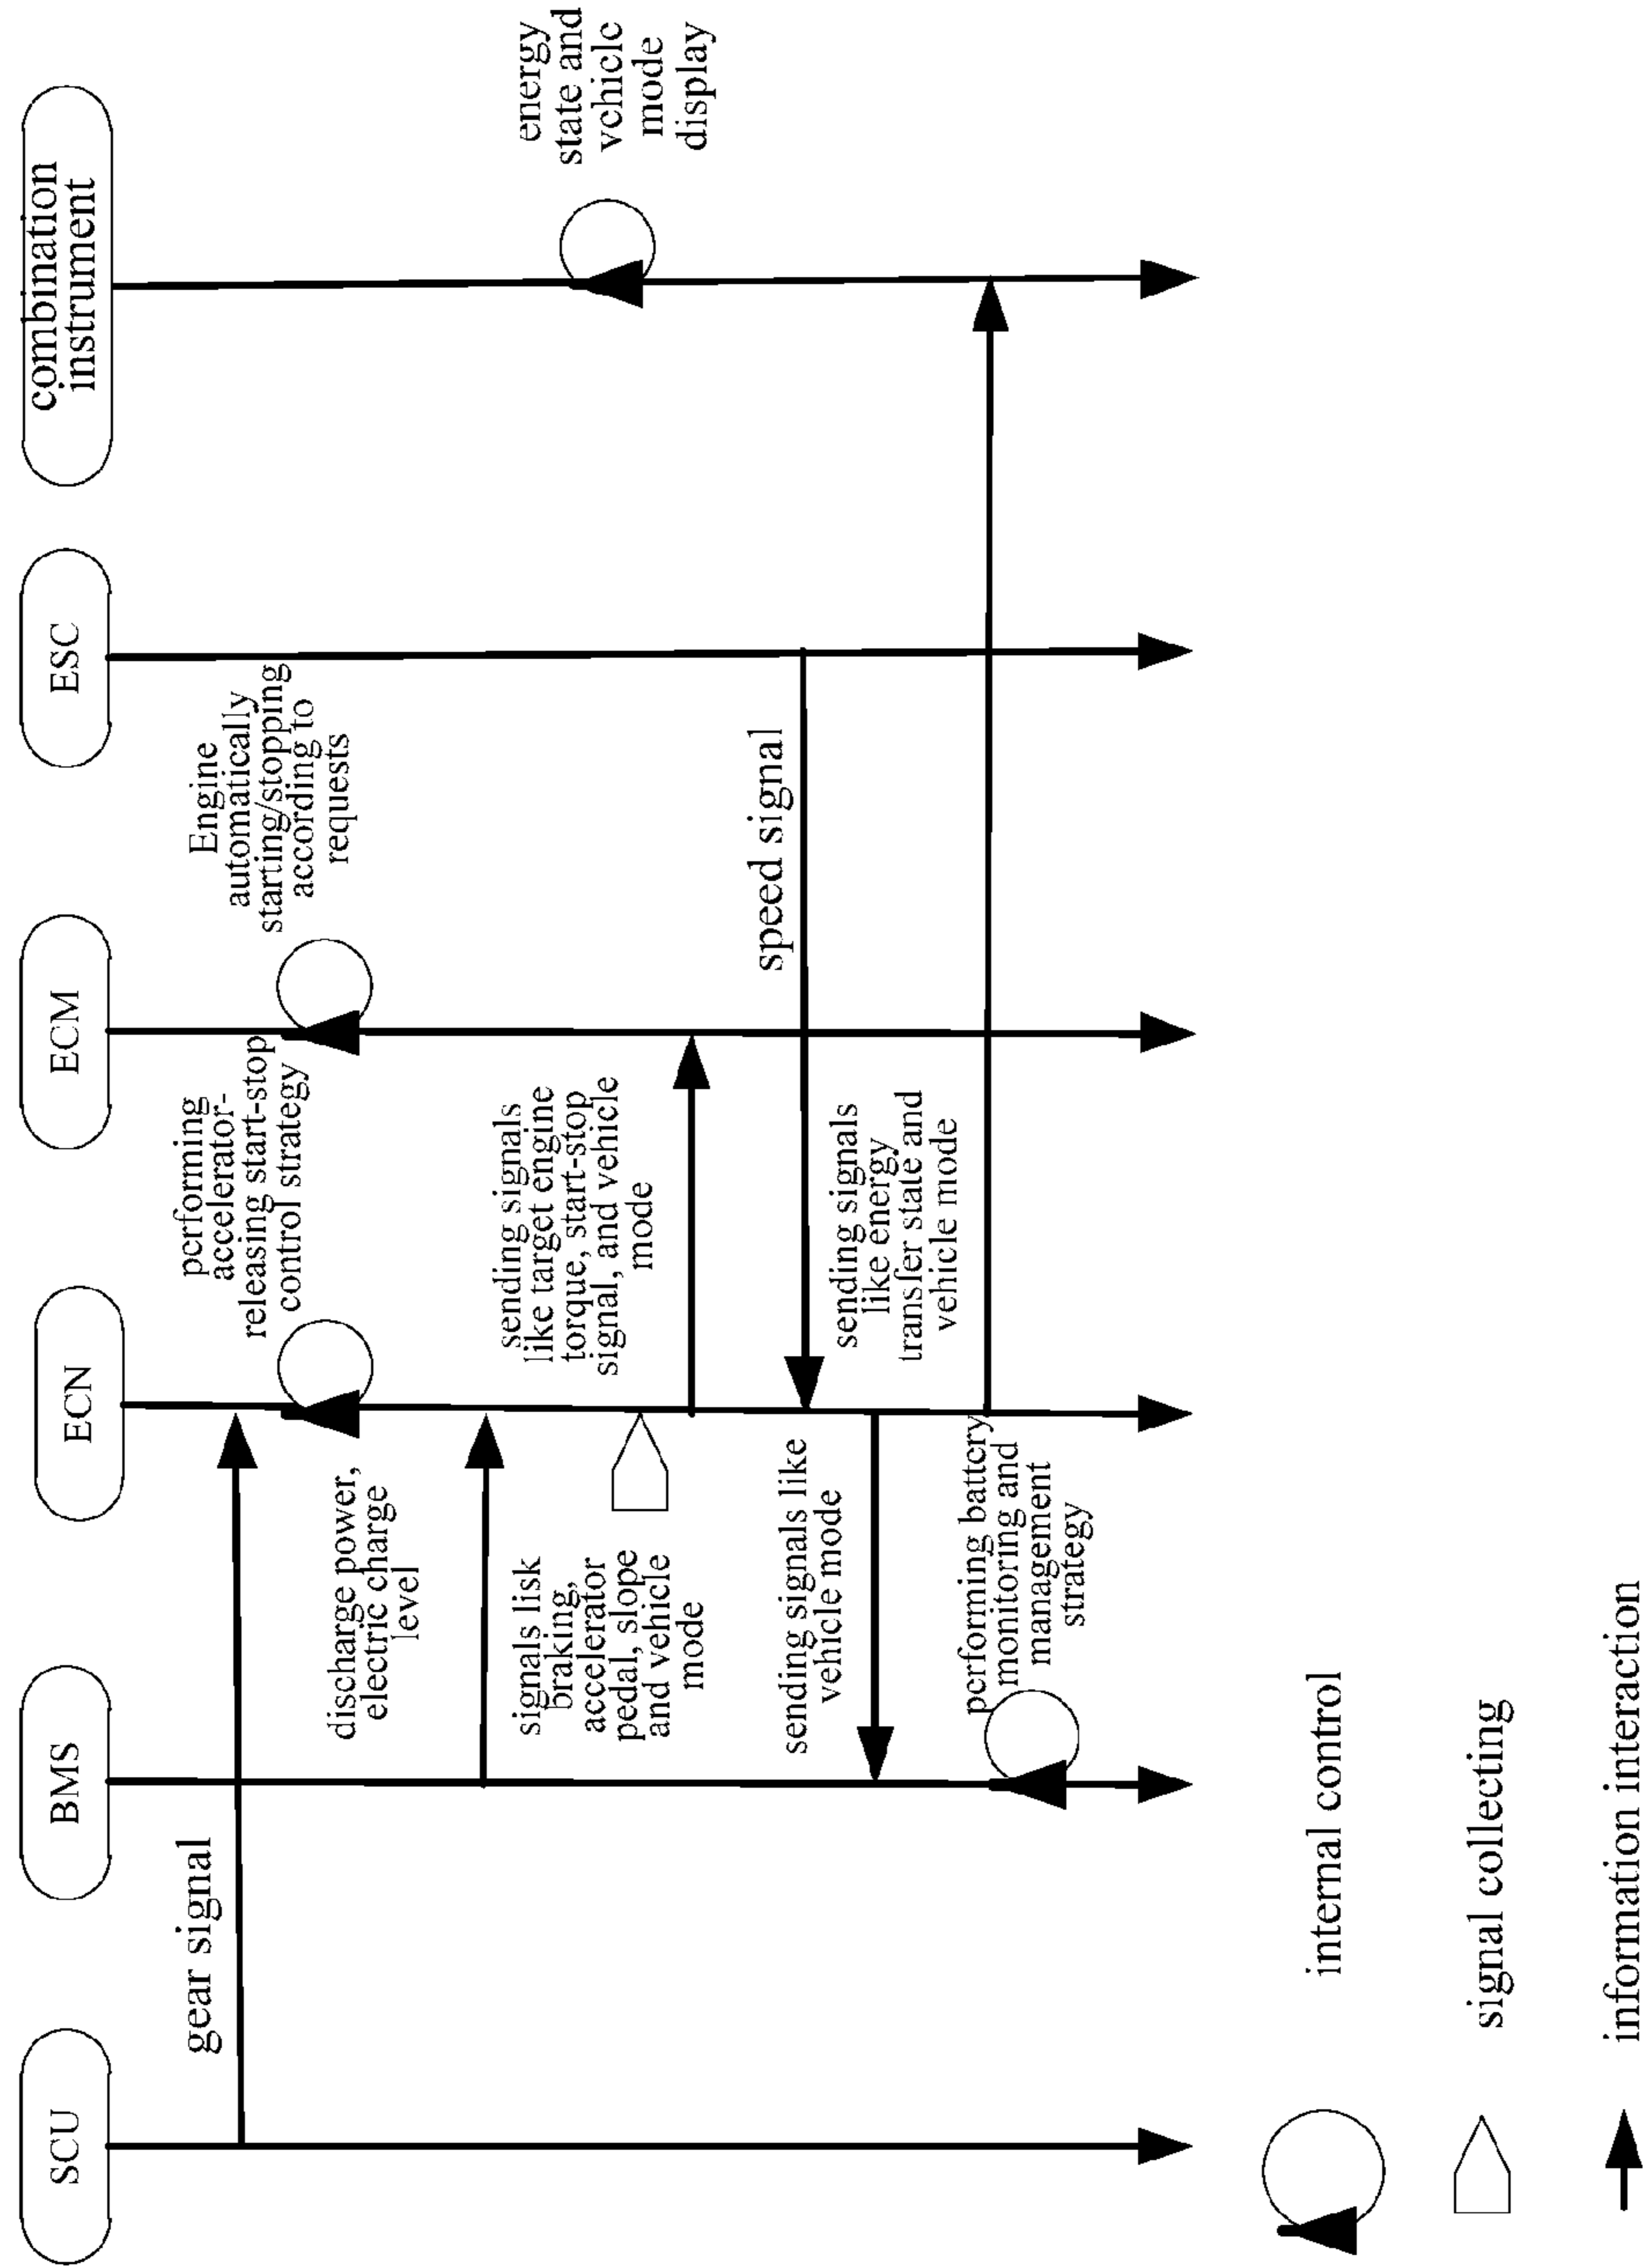 SCU
BMS
ECN
ECM
ESC
combination
instrument
gear signal
discharge power,
electric charge
level
signals lisk
braking,
accelerator
pedal, slope
and vehicle
mode
sending signals like
vehicle mode
performing battery
monitoring and
management
strategy
performing
accelerator-
releasing start-stop
control strategy
sending signals
like target engine
torque, start-stop
signal, and vehicle
mode
sending signals
like energy
transfer state and
vehicle mode
Engine
automatically
starting/stopping
according to
requests
speed signal
energy
state and
vehicle
mode
display
internal control
signal collecting
information interaction